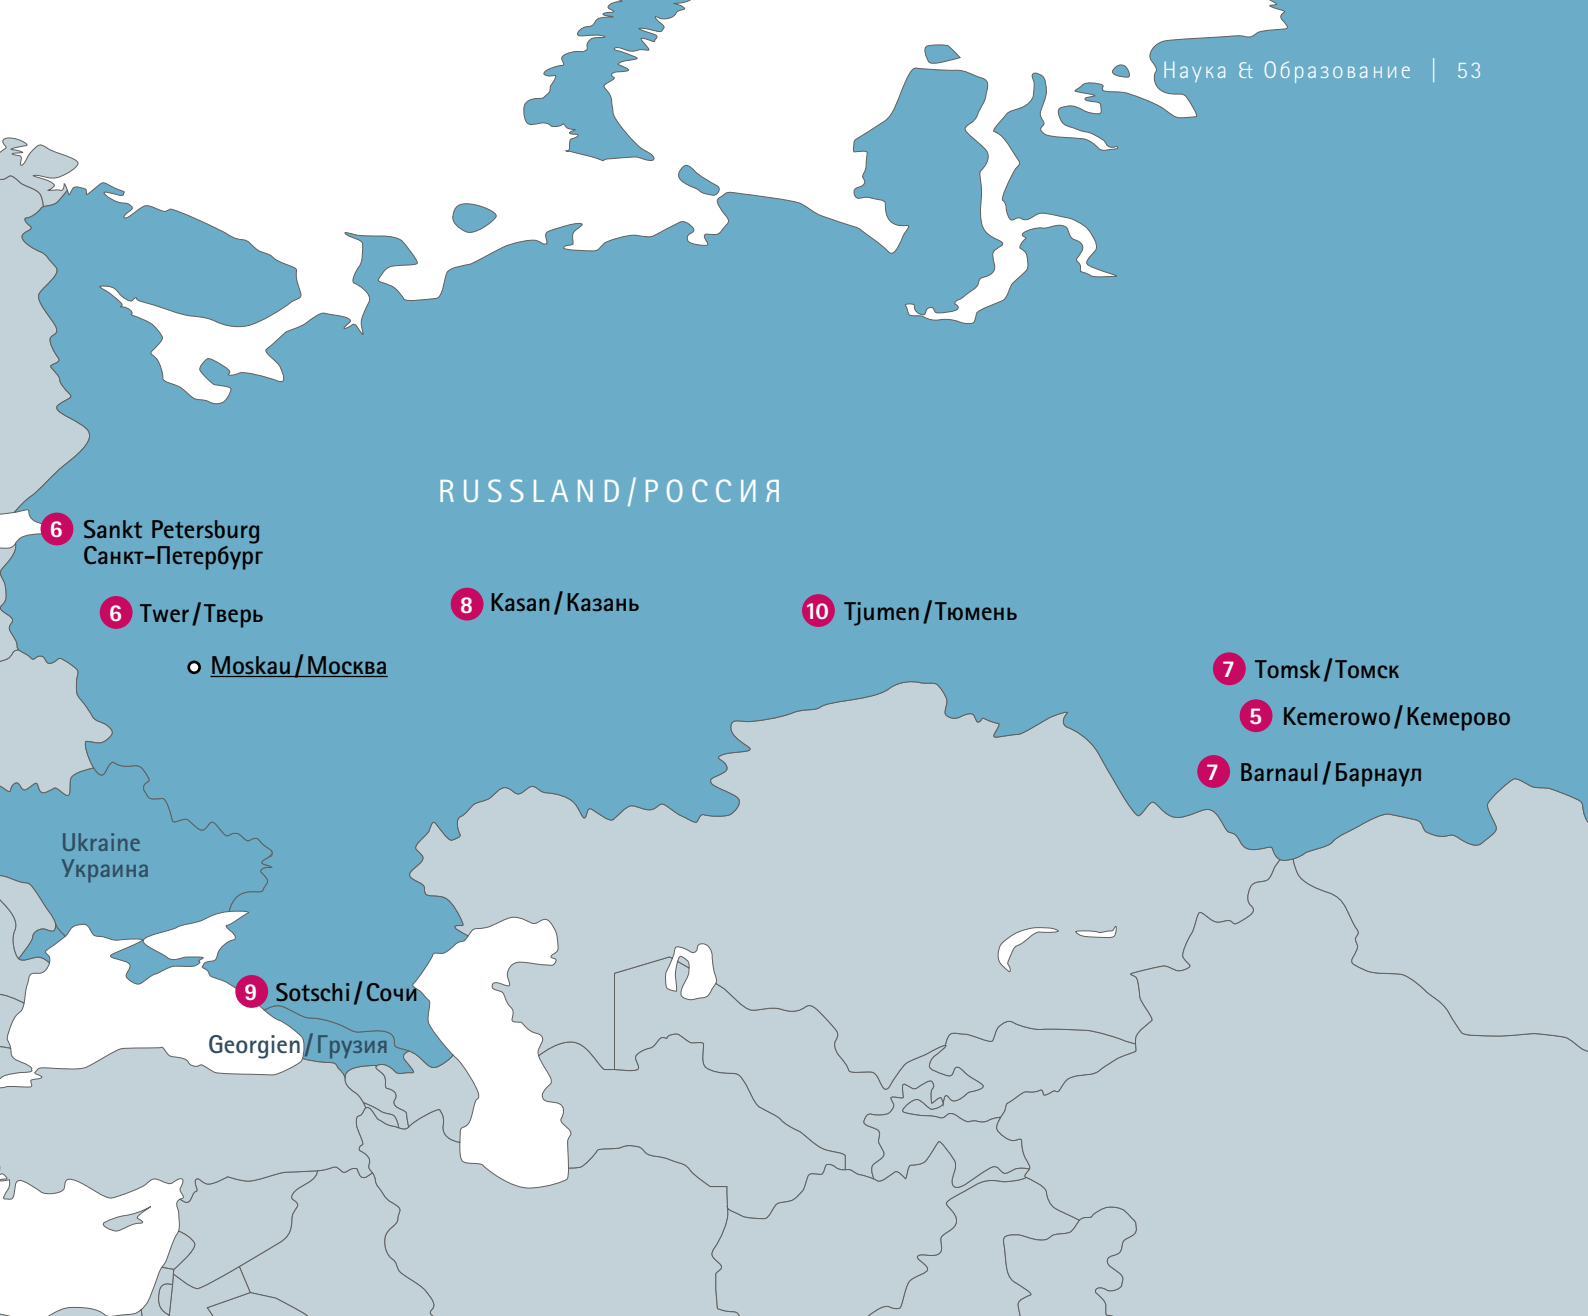 Наука & Образование | 53
RUSSLAND/РОССИЯ
6 Sankt Petersburg
Санкт-Петербург
6 Twer/Тверь
8 Kasan/Казань
10 Tjumen/Тюмень
Moskau/Москва
7 Tomsk/Томск
5 Kemerowo/Кемерово
7 Barnaul/Барнаул
Ukraine
Украина
9 Sotschi/Сочи
Georgien/Грузия